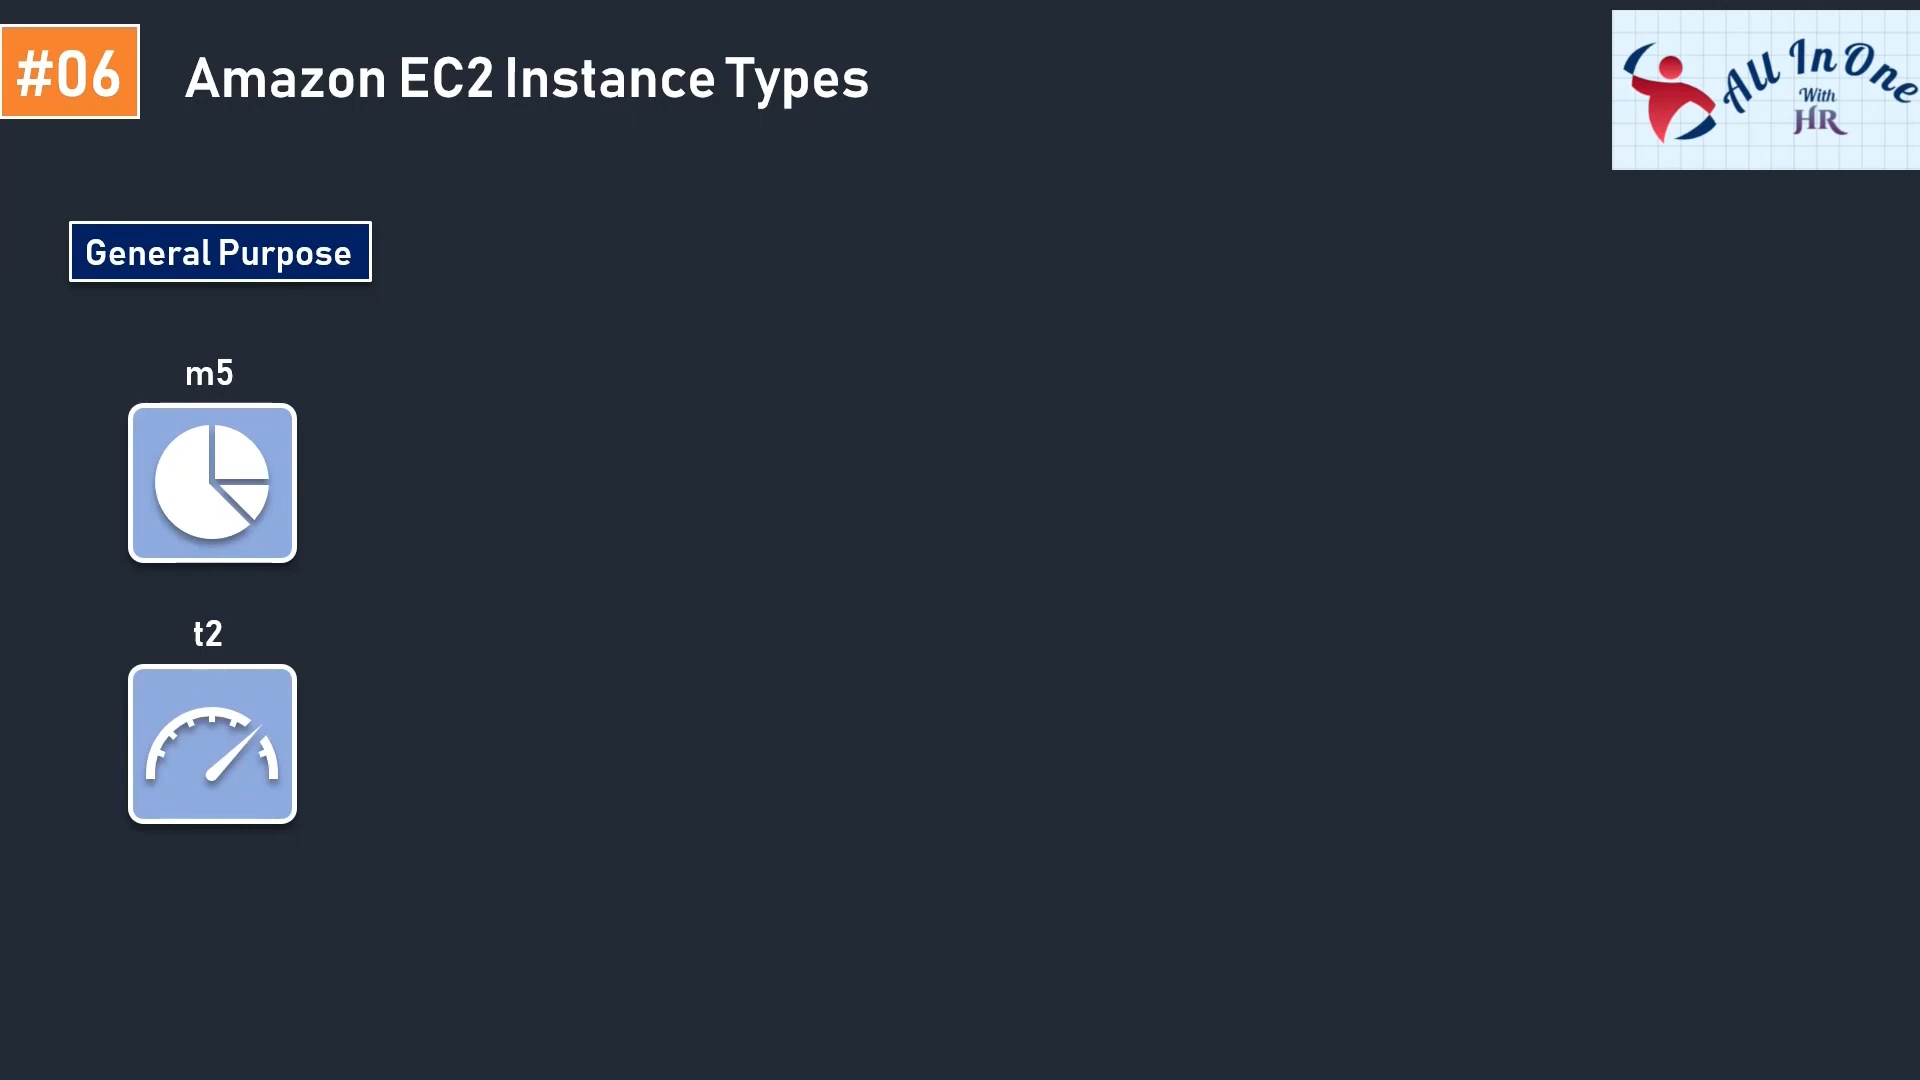 #06
Amazon EC2 Instance Types
All In One
With
HR
General Purpose
m5
t2